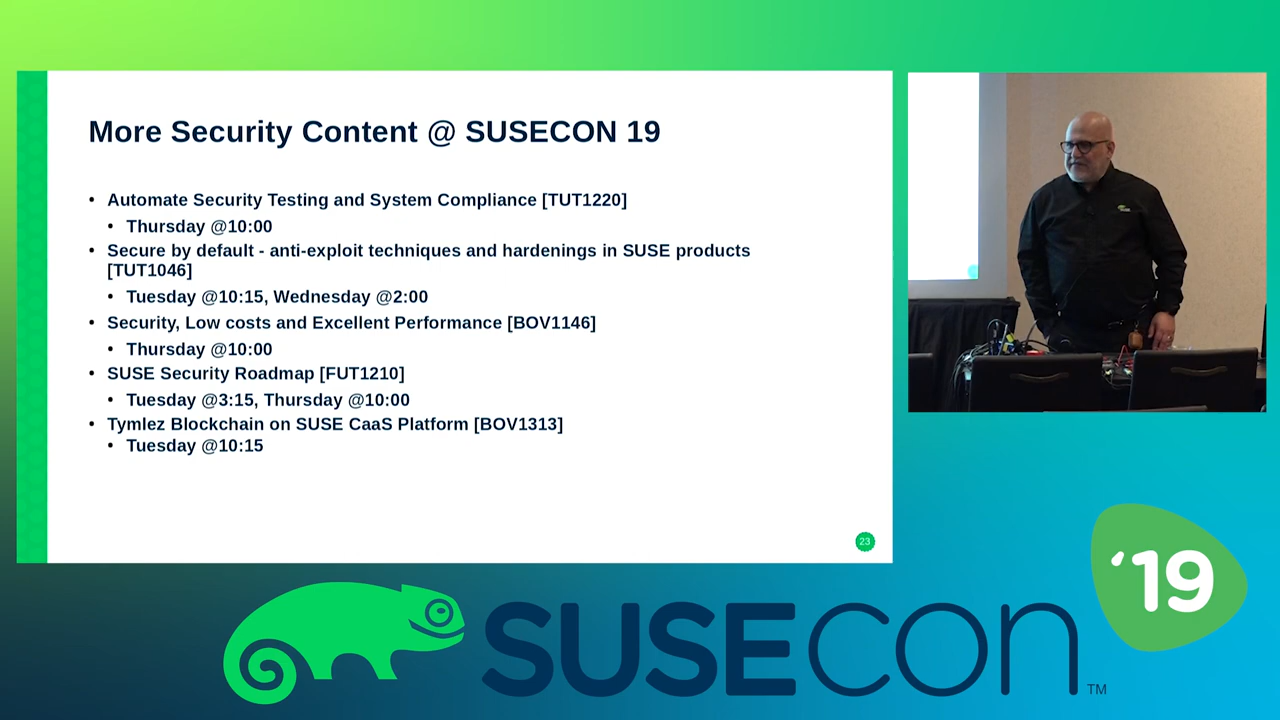 More Security Content @ SUSECON 19
• Automate Security Testing and System Compliance [TUT1220]
• Thursday @10:00
• Secure by default - anti-exploit techniques and hardenings in SUSE products
[TUT1046]
• Tuesday @10:15, Wednesday @2:00
• Security, Low costs and Excellent Performance [BOV1146]
• Thursday @10:00
• SUSE Security Roadmap [FUT1210]
• Tuesday @3:15, Thursday @10:00
• Tymlez Blockchain on SUSE CaaS Platform [BOV1313]
• Tuesday @10:15
23
‘19
SUSECON TM